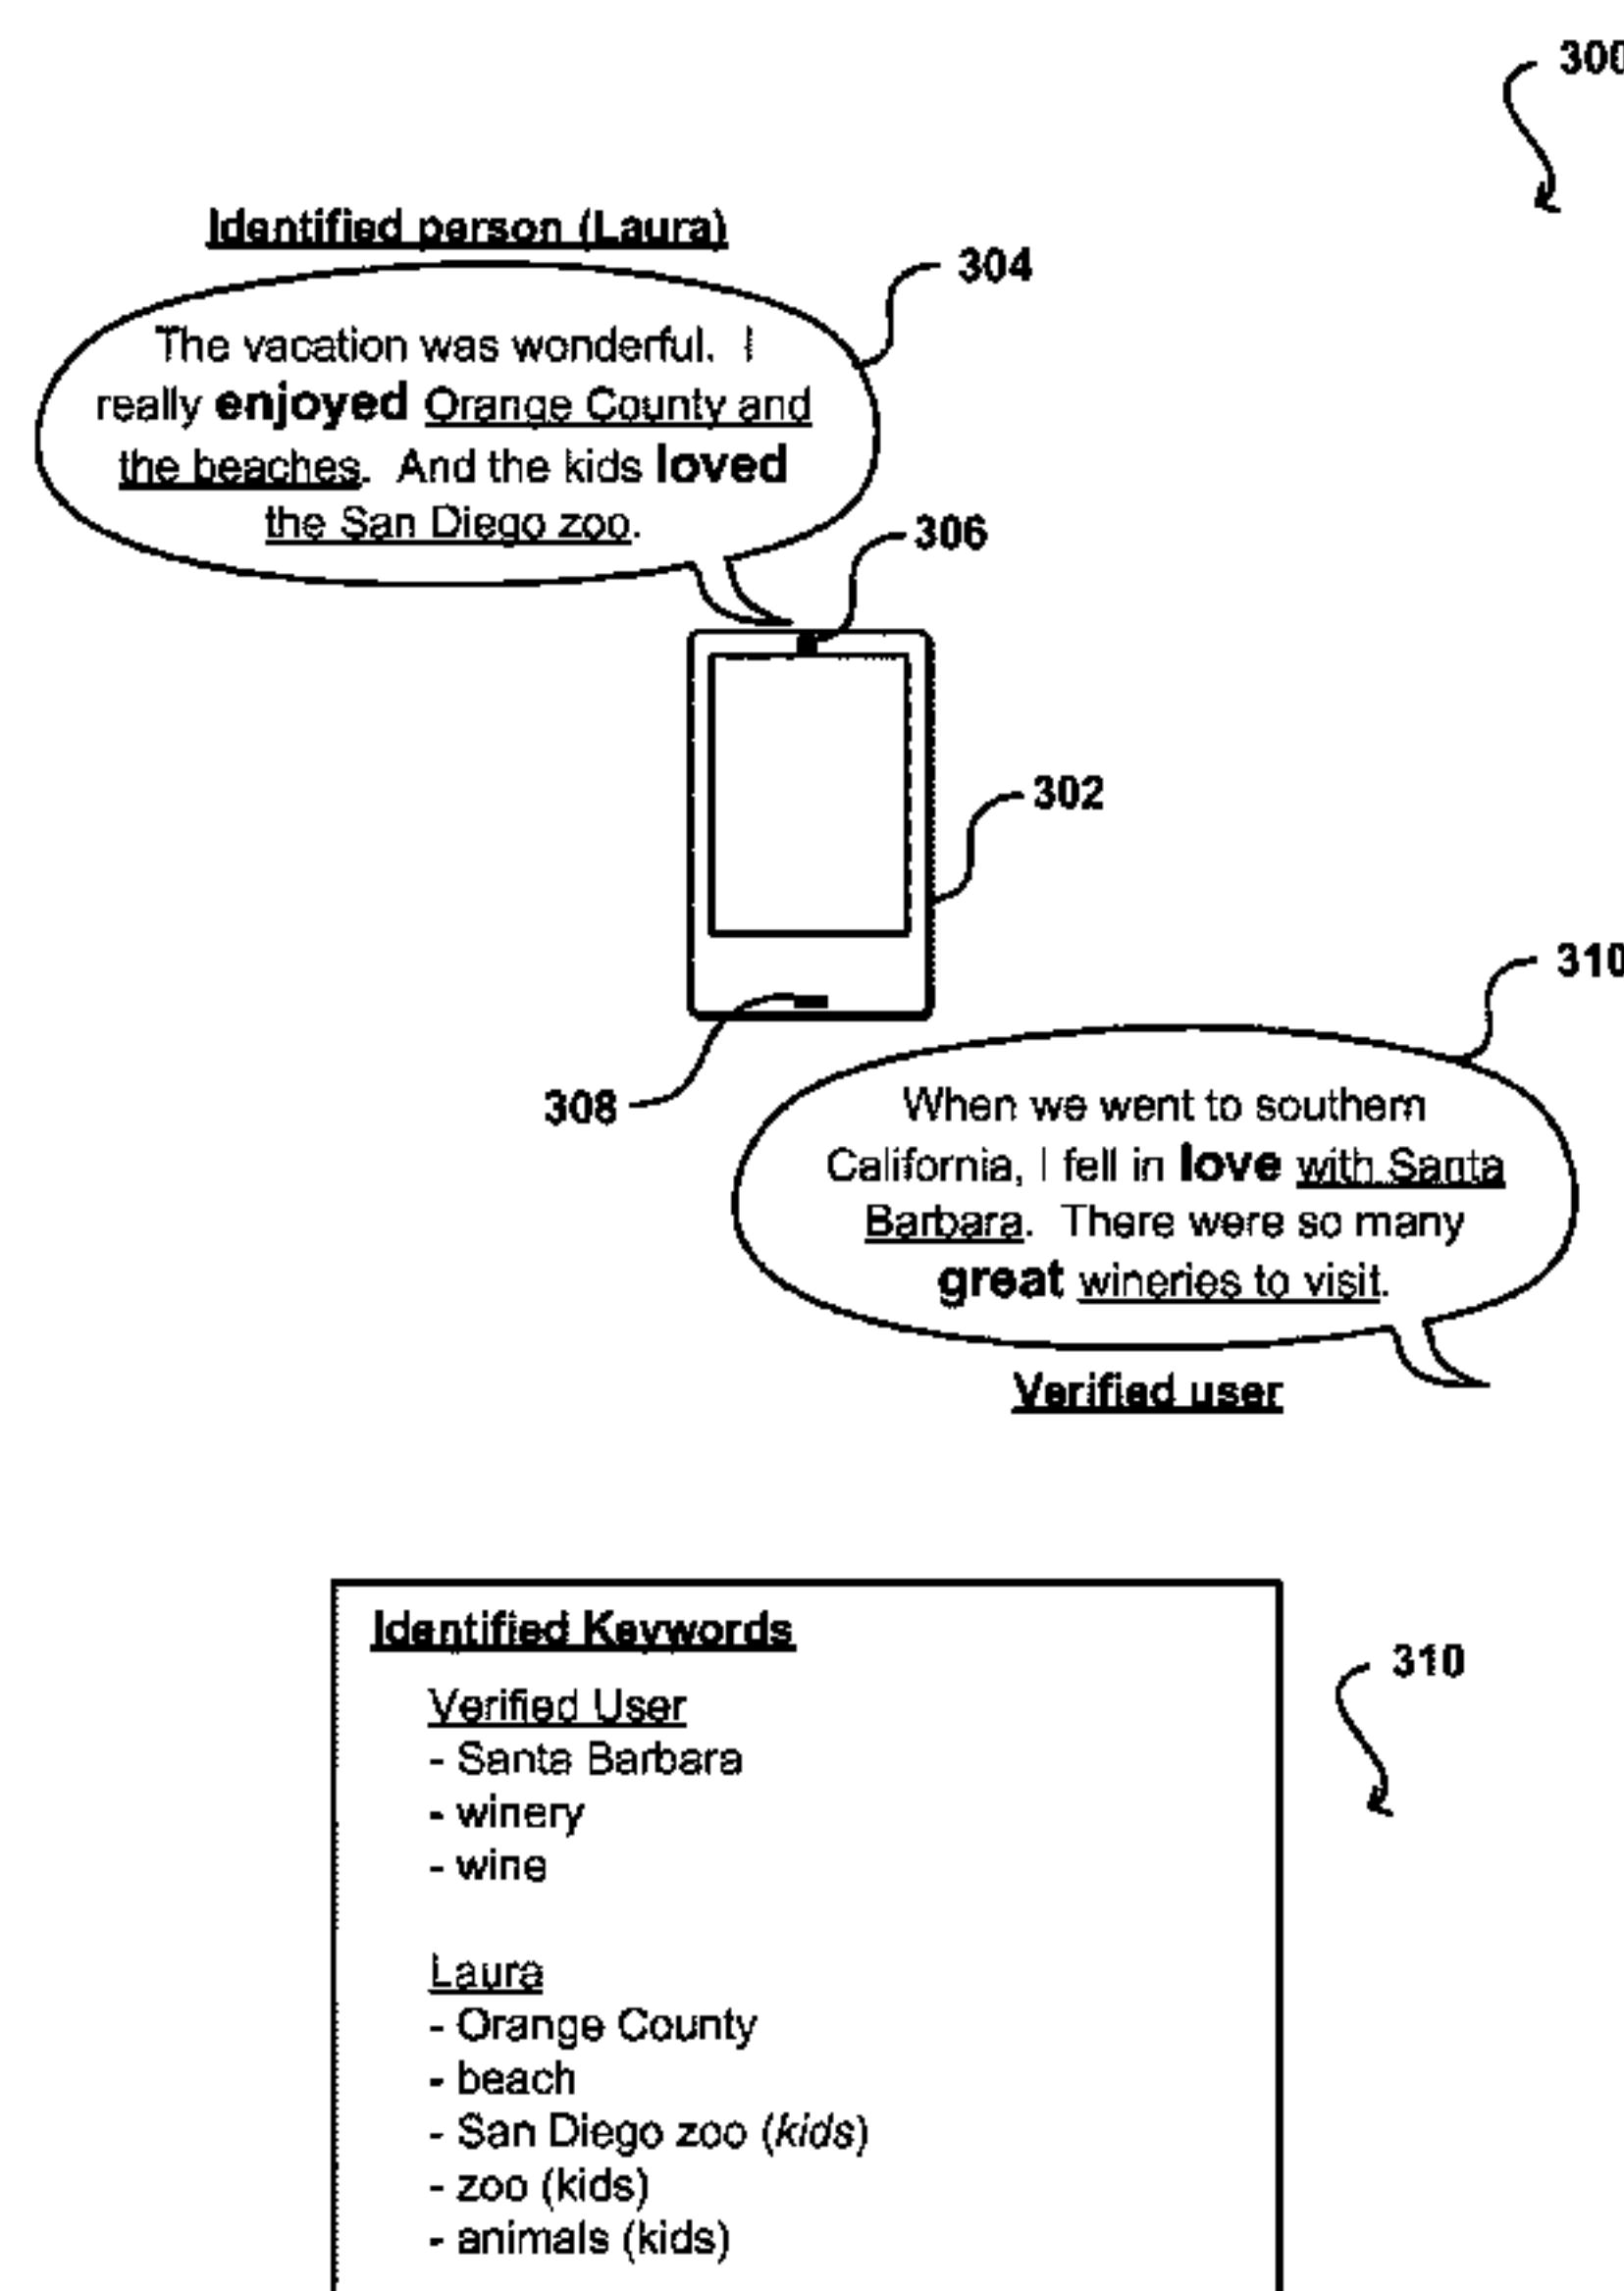 300
Identified person (Laura)
304
The vacation was wonderful. I
really enjoyed Orange County and
the beaches. And the kids loved
the San Diego zoo.
306
302
310
308
When we went to southern
California, I fell in love with Santa
Barbara. There were so many
great wineries to visit.
Verified user
Identified Keywords
310
Verified User
- Santa Barbara
- winery
- wine
Laura
- Orange County
- beach
- San Diego zoo (kids)
- zoo (kids)
- animals (kids)